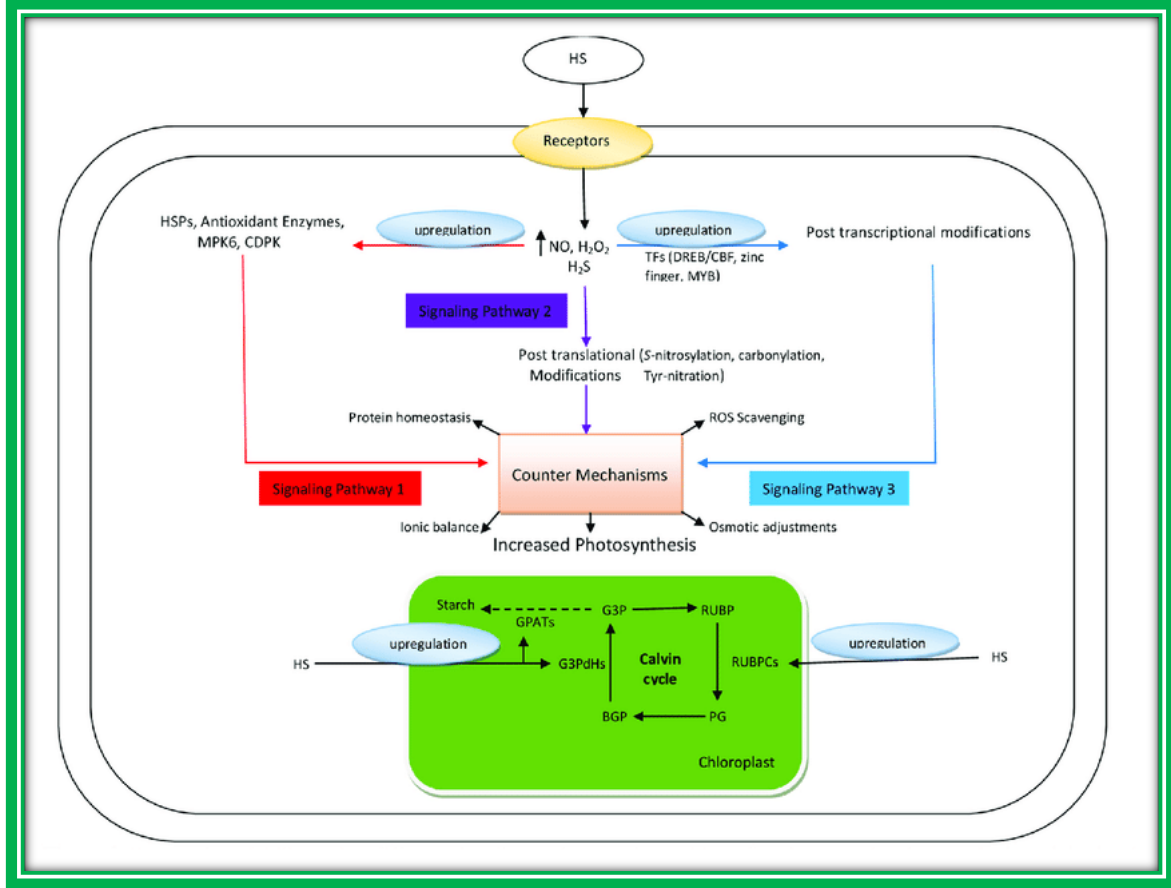 HS
Receptors
HSPs, Antioxidant Enzymes,
MPK6, CDPK
upregulation
NO, H₂O₂
H₂S
upregulation
TFs (DREB/CBF, zinc
finger, MYB)
Post transcriptional modifications
Signaling Pathway 2
Post translational (S-nitrosylation, carbonylation,
Modifications Tyr-nitration)
Protein homeostasis
ROS Scavenging
Counter Mechanisms
Signaling Pathway 1
Signaling Pathway 3
Ionic balance
Osmotic adjustments
Increased Photosynthesis
Starch
G3P
RUBP
GPATs
upregulation
upregulation
HS
G3PdHs
Calvin
cycle
RUBPCs
HS
BGP
PG
Chloroplast